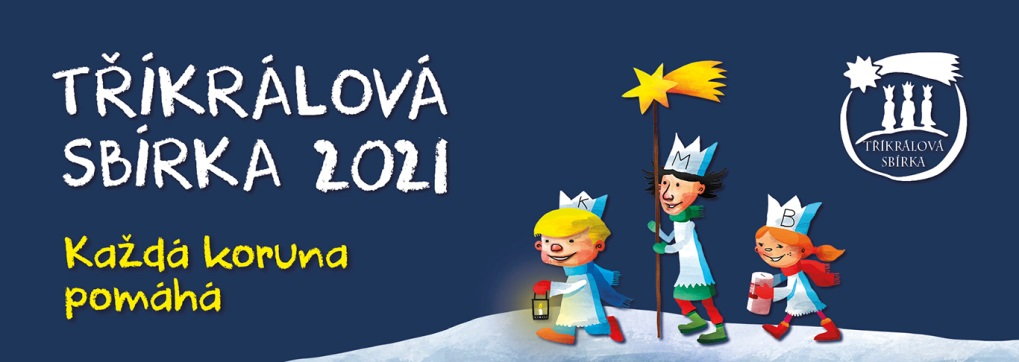 TŘÍKRÁLOVÁ
SBÍRKA 2021
Každá koruna
pomáhá
K
M
B
TŘÍKRÁLOVÁ
SBÍRKA